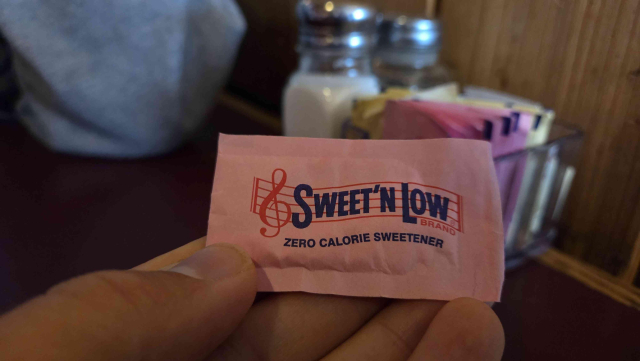 SWEET'N LOW
BRAND
ZERO CALORIE SWEETENER